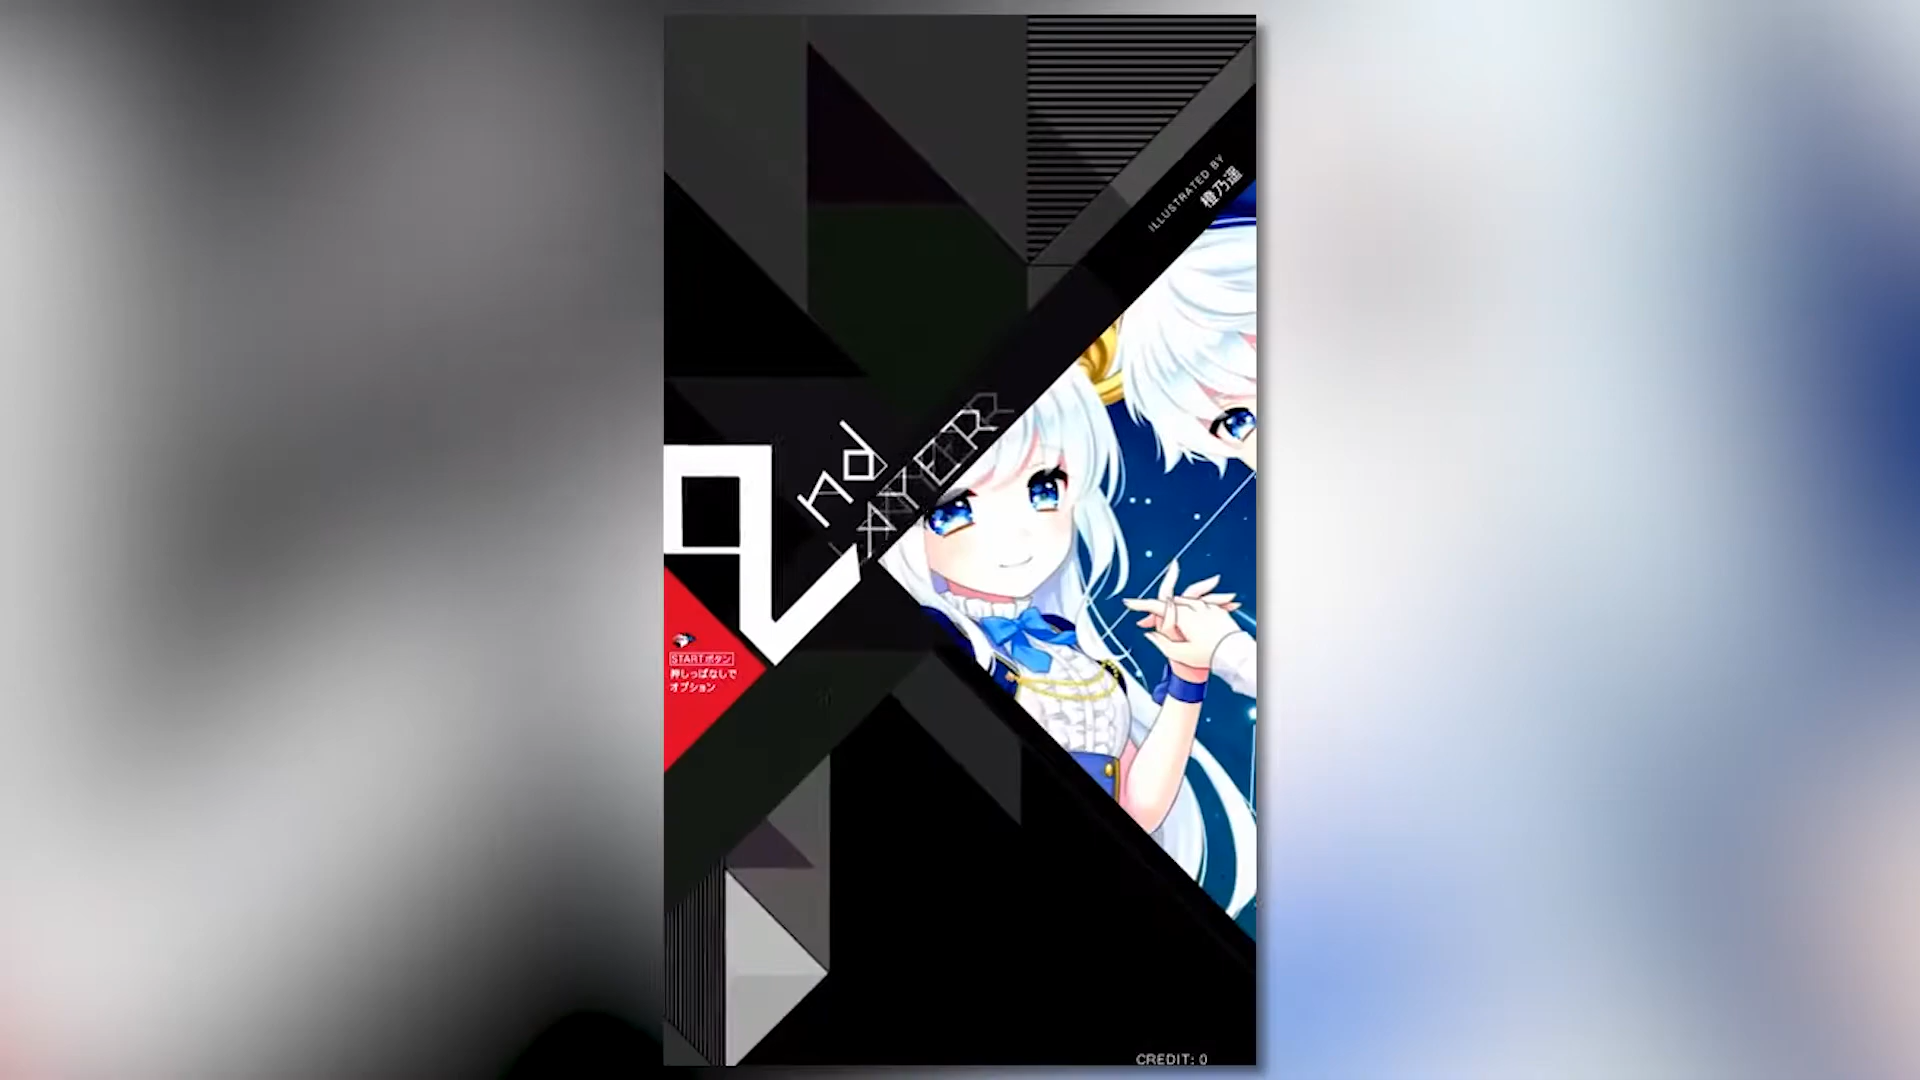 ILLUSTRATED BY
橙乃遥
2nd
LAYER
STARTボタン
押しっぱなしで
オプション
CREDIT: 0